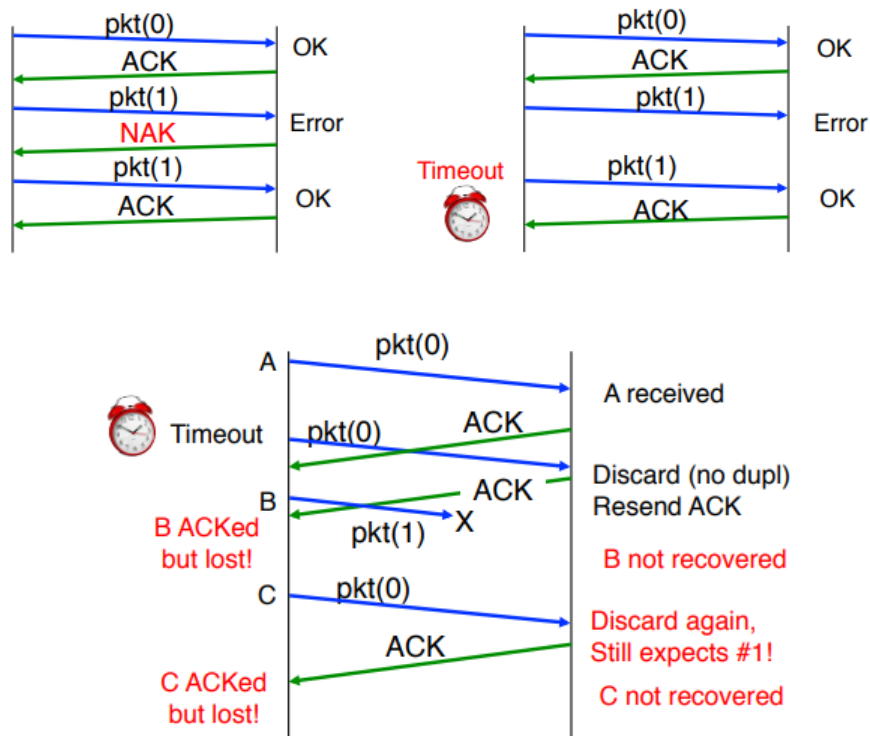 pkt(0)
OK
ACK
pkt(1)
Error
NAK
pkt(1)
OK
ACK
pkt(0)
OK
ACK
pkt(1)
Error
Timeout
pkt(1)
OK
ACK
A
pkt(0)
A received
Timeout
pkt(0)
ACK
Discard (no dupl)
Resend ACK
B
ACK
X
pkt(1)
B ACKed
but lost!
B not recovered
C
pkt(0)
Discard again,
Still expects #1!
ACK
C ACKed
but lost!
C not recovered